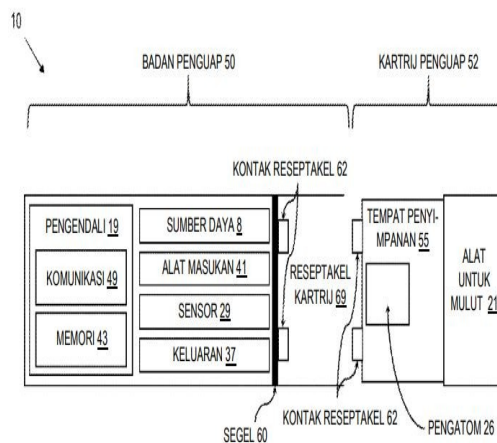 10
BADAN PENGUAP 50
KARTRIJ PENGUAP 52
KONTAK RESEPTAKEL 62
PENGENDALI 19
KOMUNIKASI 49
MEMORI 43
SUMBER DAYA 8
ALAT MASUKAN 41
SENSOR 29
KELUARAN 37
RESEPTAKEL
KARTRIJ 69
TEMPAT PENYI-
MPANAN 55
ALAT
UNTUK
MULUT 21
KONTAK RESEPTAKEL 62
SEGEL 60
PENGATOM 26